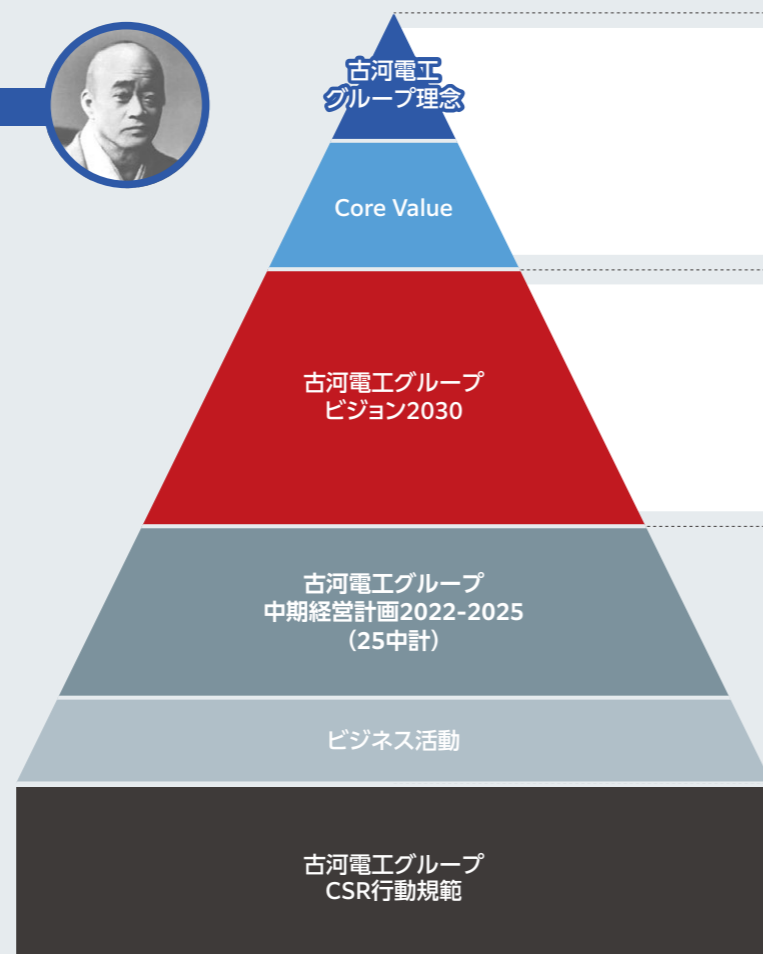 古河電工
グループ理念
Core Value
古河電工グループ
ビジョン2030
古河電工グループ
中期経営計画2022-2025
（25中計）
ビジネス活動
古河電工グループ
CSR行動規範